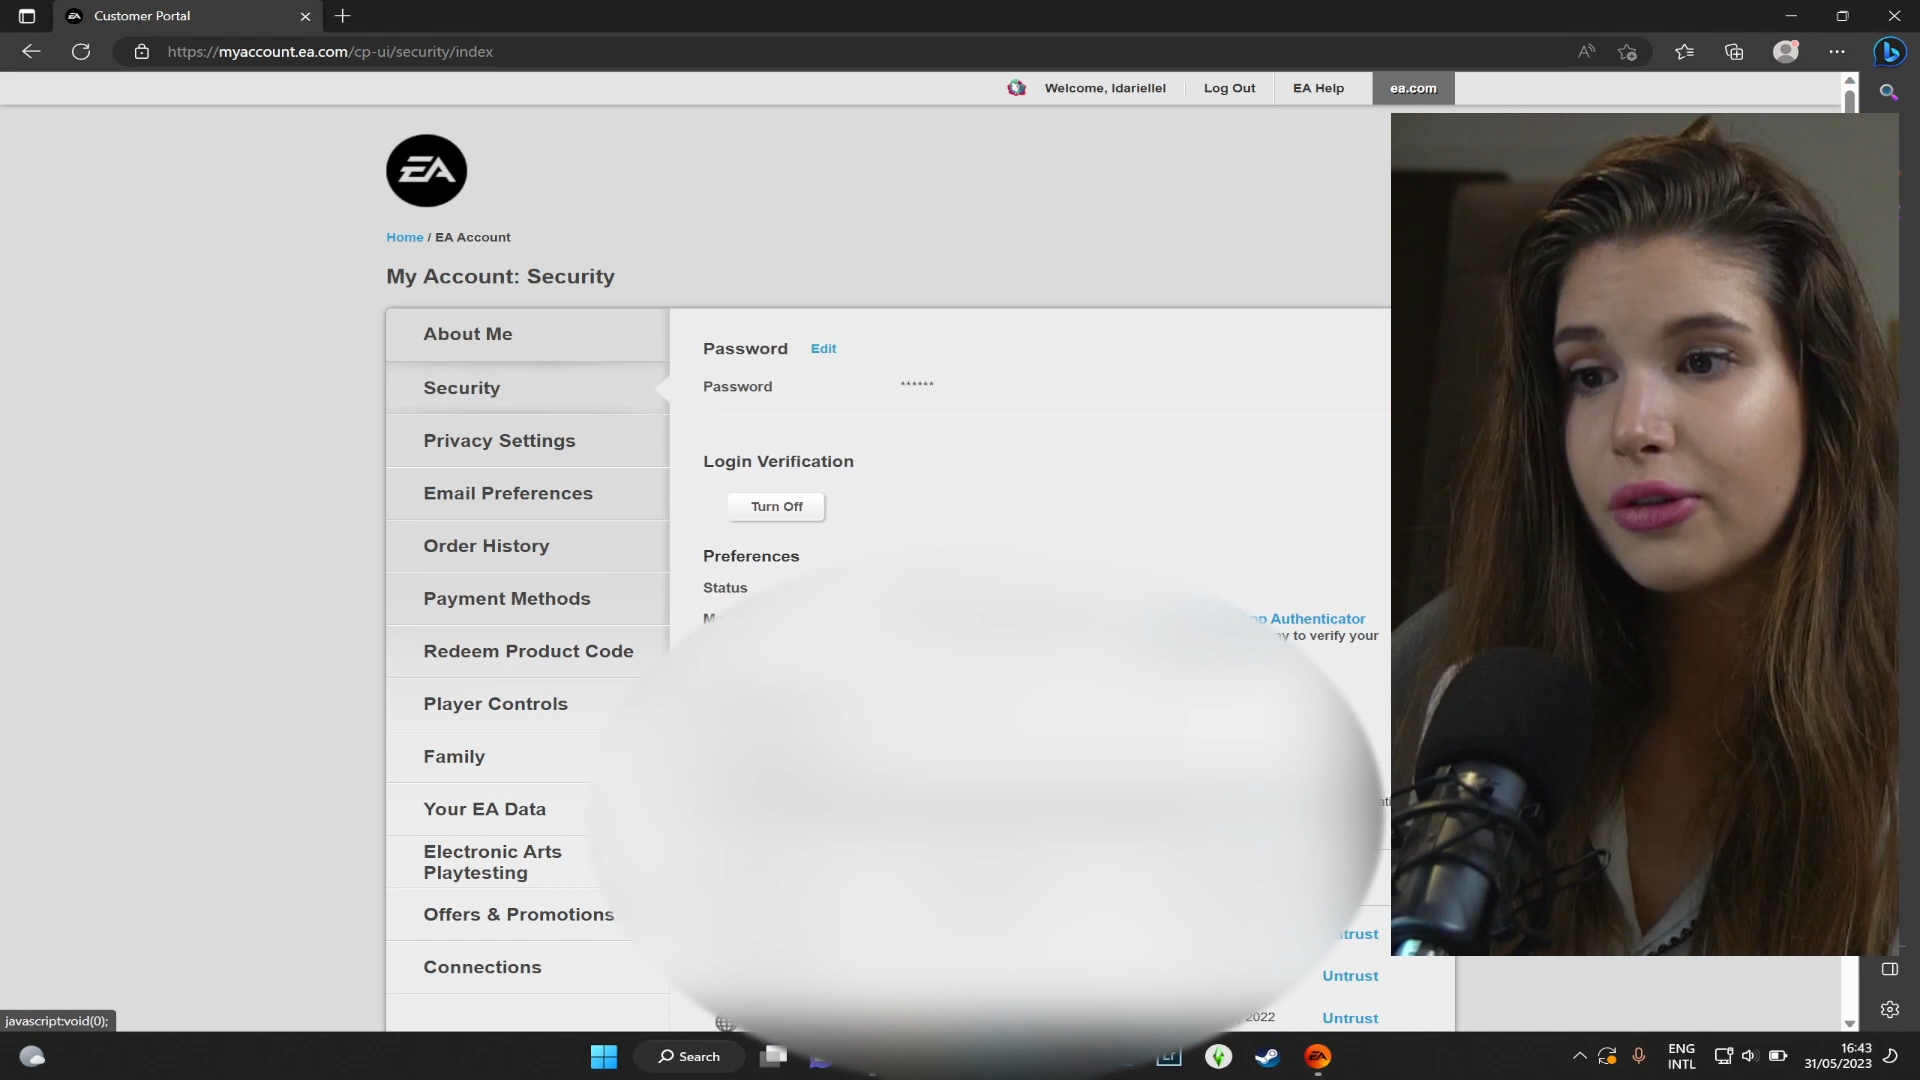 Customer Portal
https://myaccount.ea.com/cp-ui/security/index
Welcome, Idariellel
Log Out
EA Help
ea.com
EA
Home / EA Account
My Account: Security
About Me
Security
Privacy Settings
Email Preferences
Order History
Payment Methods
Redeem Product Code
Player Controls
Family
Your EA Data
Electronic Arts
Playtesting
Offers & Promotions
Connections
Password Edit
Password ******
Login Verification
Turn Off
Preferences
Status
Authenticator
to verify your
Untrust
Untrust
2022
javascript:void(0);
Search
ENG
INTL
16:43
31/05/2023